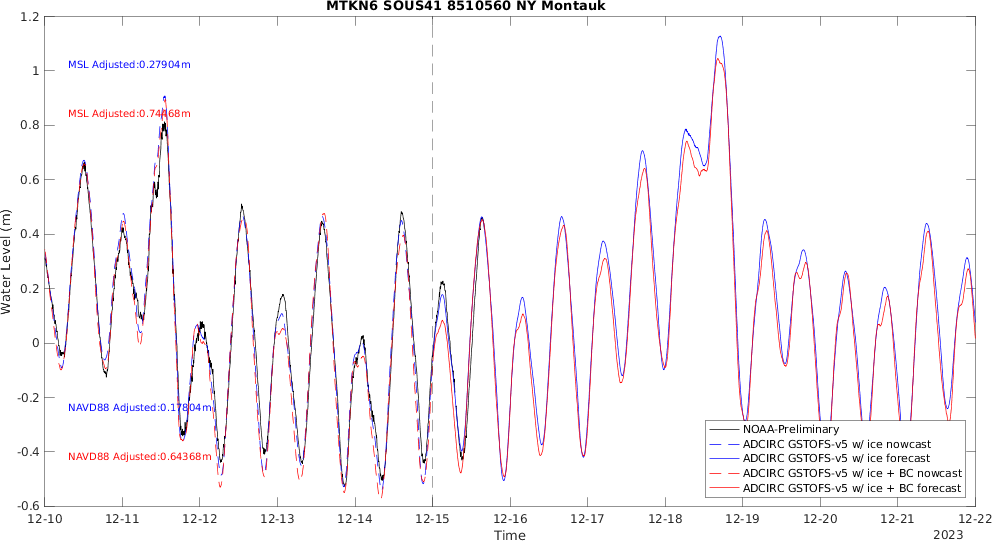 MTKN6 SOUS41 8510560 NY Montauk
1.2
1
0.8
0.6
0.4
0.2
0
-0.2
-0.4
-0.6
Water Level (m)
MSL Adjusted:0.27904m
MSL Adjusted:0.74468m
NAVD88 Adjusted:0.17804m
NAVD88 Adjusted:0.64368m
NOAA-Preliminary
ADCIRC GSTOFS-v5 w/ ice nowcast
ADCIRC GSTOFS-v5 w/ ice forecast
ADCIRC GSTOFS-v5 w/ ice + BC nowcast
ADCIRC GSTOFS-v5 w/ ice + BC forecast
12-10 12-11 12-12 12-13 12-14 12-15 12-16 12-17 12-18 12-19 12-20 12-21 12-22
Time
2023